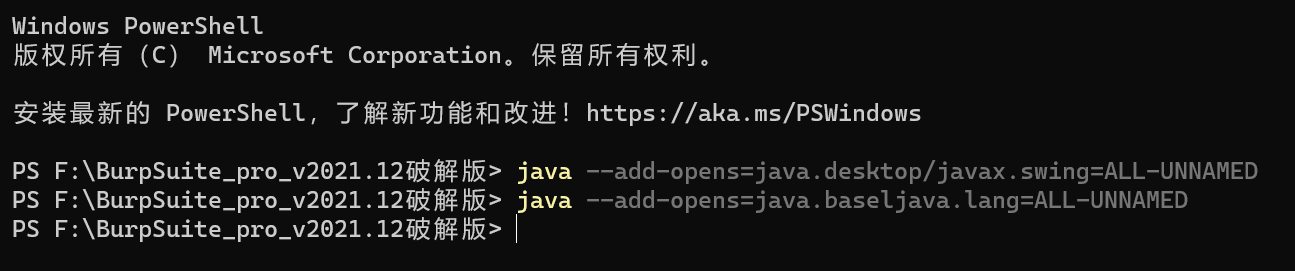 Windows PowerShell
版权所有（C） Microsoft Corporation。保留所有权利。
安装最新的 PowerShell，了解新功能和改进！https://aka.ms/PSWindows
PS F:\BurpSuite_pro_v2021.12破解版> java --add-opens=java.desktop/javax.swing=ALL-UNNAMED
PS F:\BurpSuite_pro_v2021.12破解版> java --add-opens=java.baseljava.lang=ALL-UNNAMED
PS F:\BurpSuite_pro_v2021.12破解版>